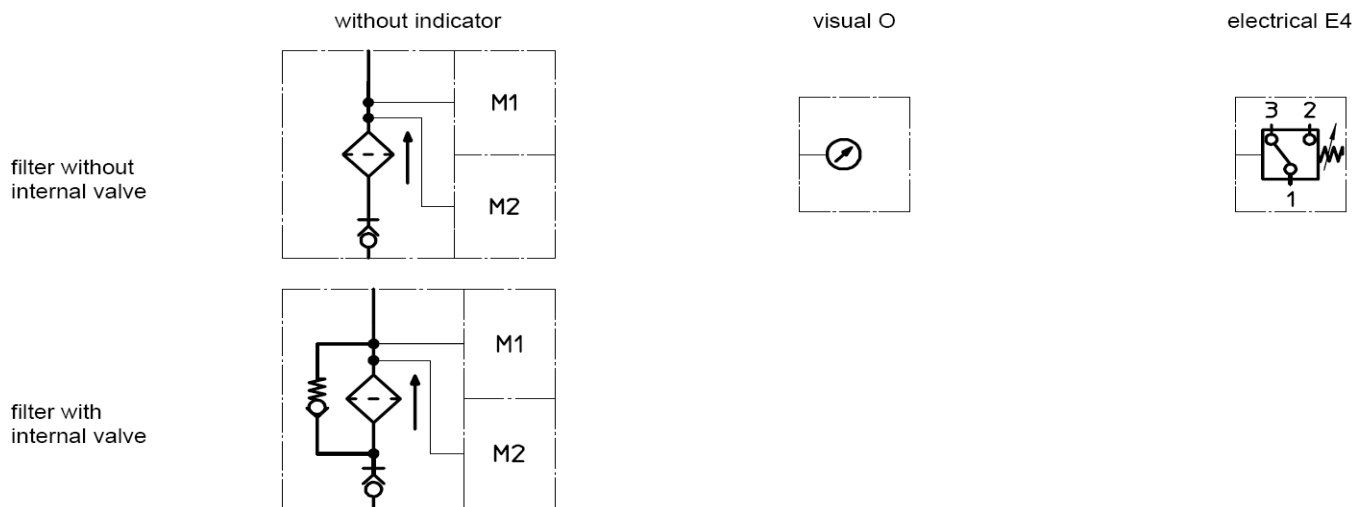 without indicator
visual O
electrical E4
M1
3 2
filter without
internal valve
1
M2
M1
filter with
internal valve
M2